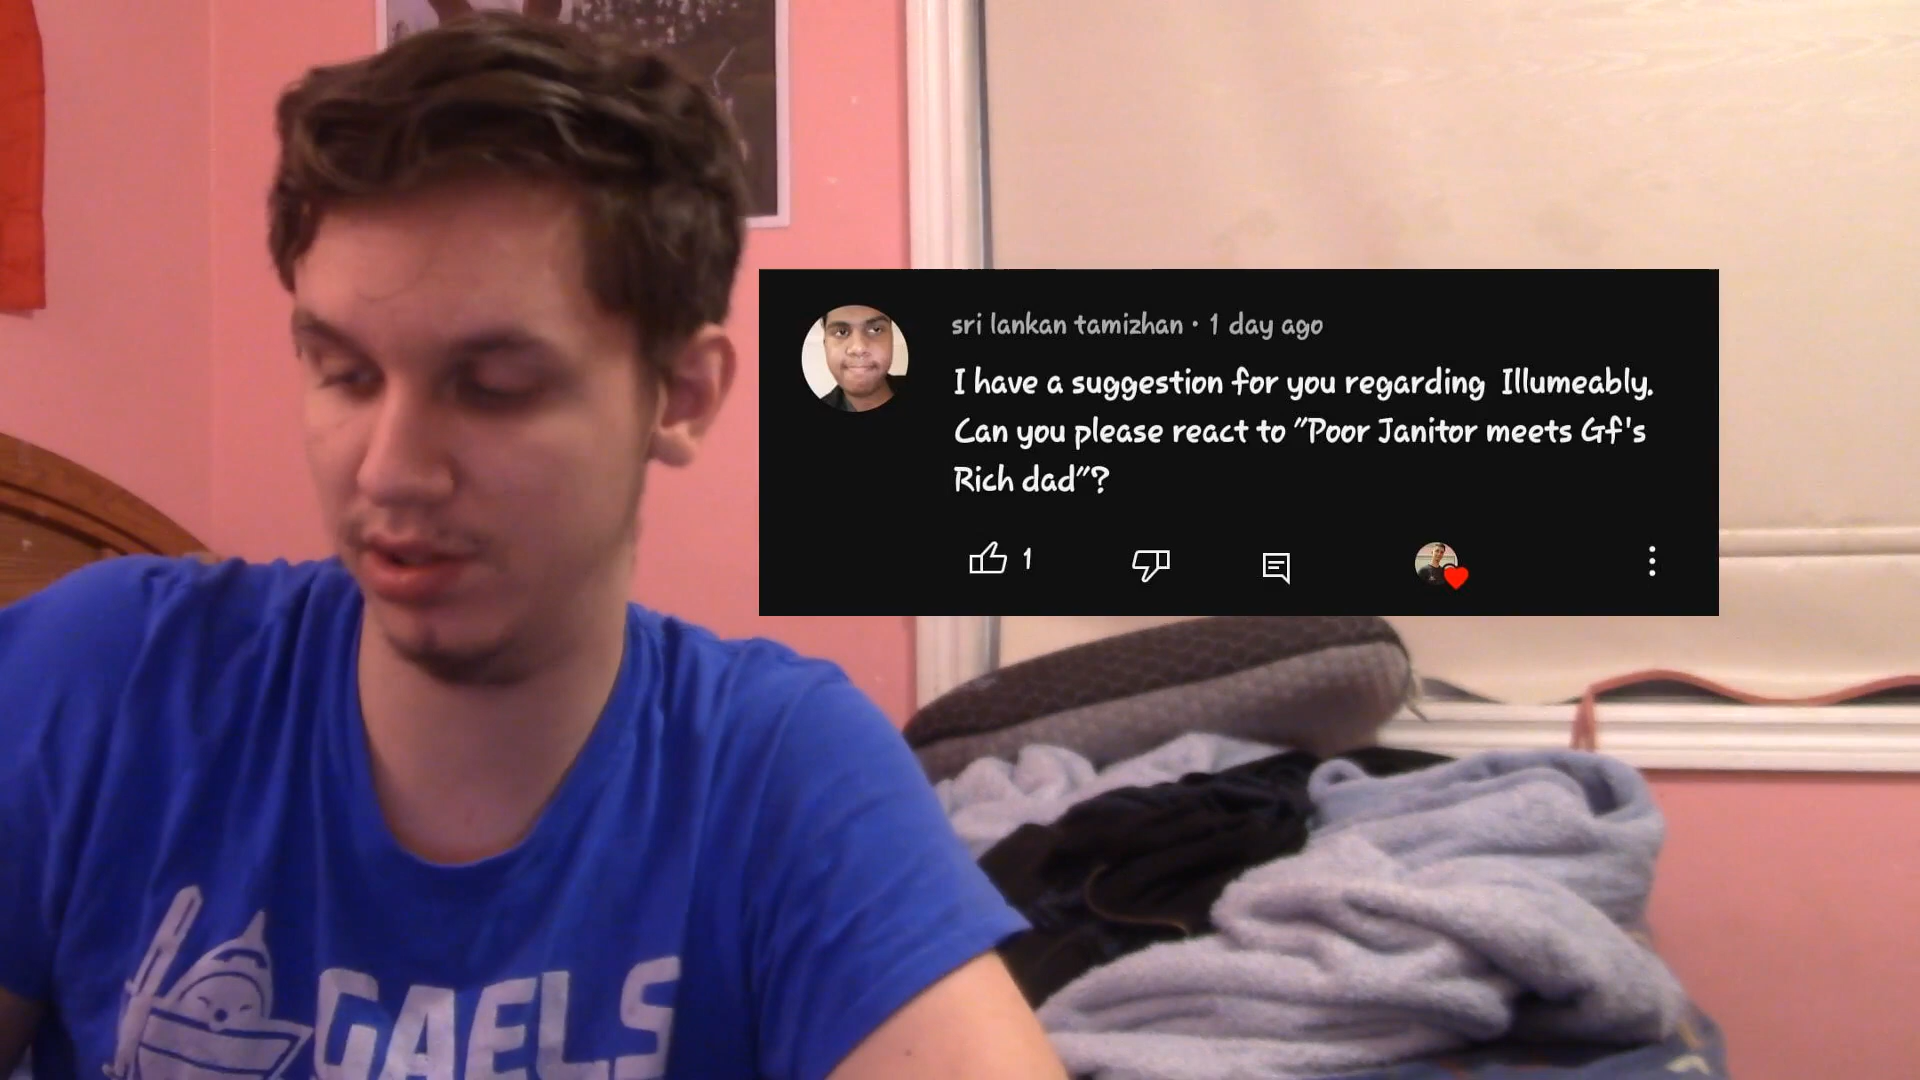 sri lankan tamizhan · 1 day ago
I have a suggestion for you regarding Illumeably.
Can you please react to "Poor Janitor meets Gf's
Rich dad"?
1
GAELS